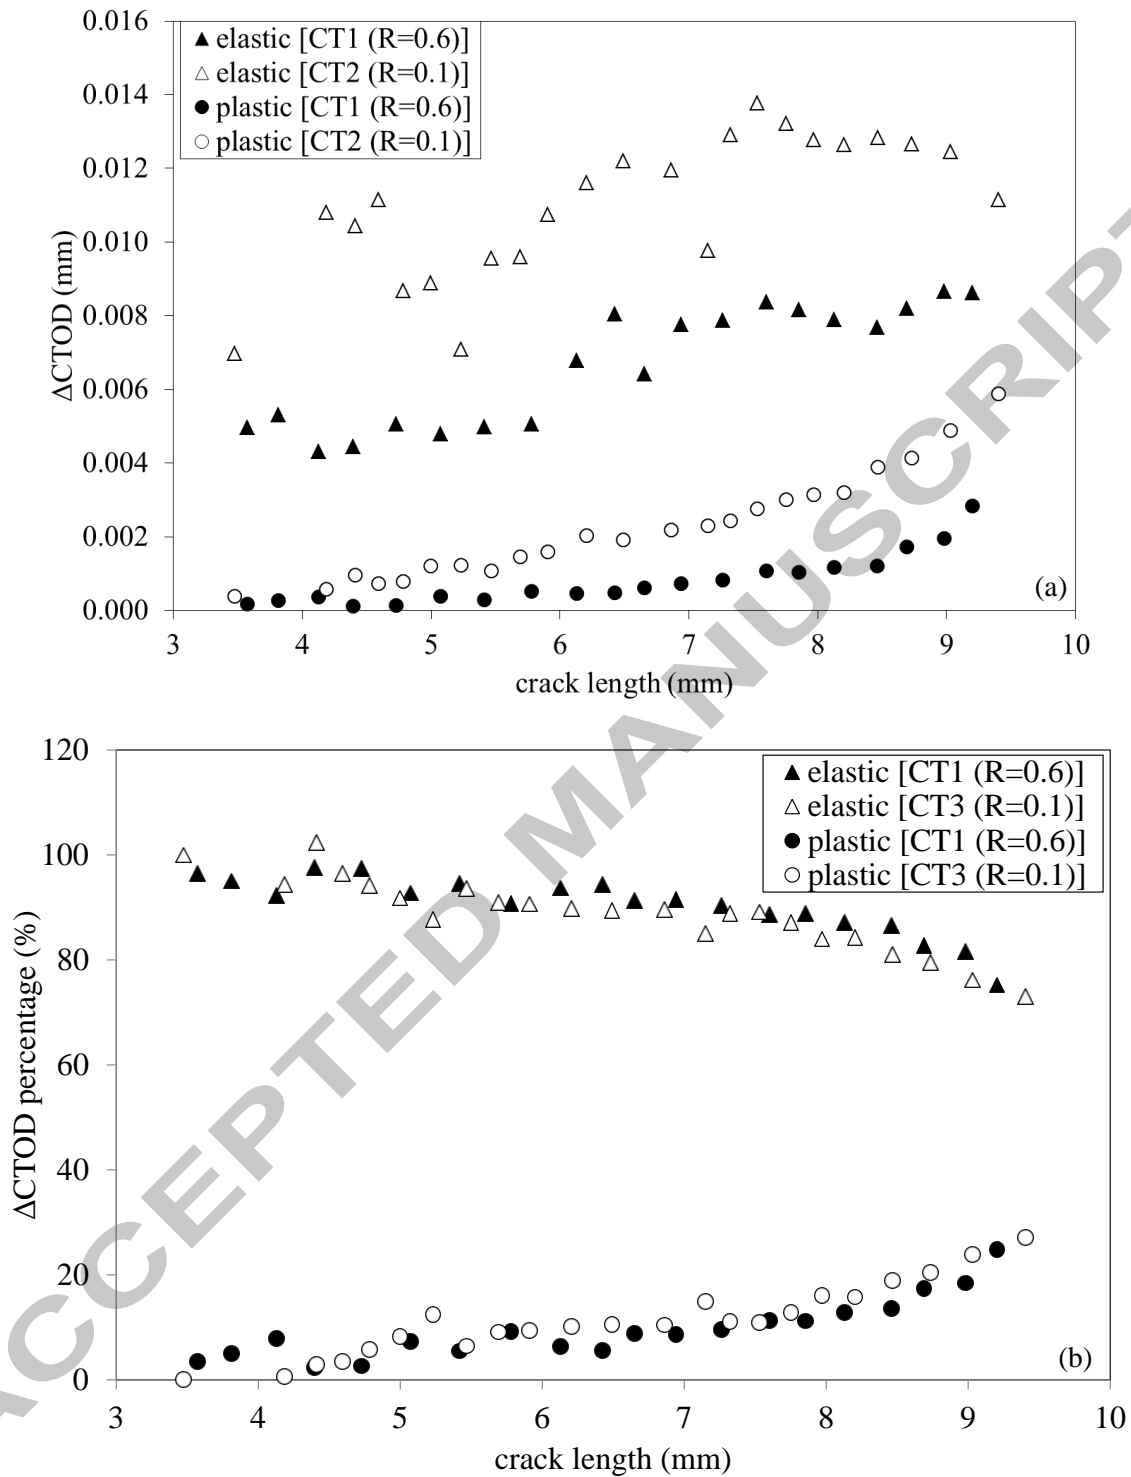 0.016
0.014
0.012
0.010
0.008
0.006
0.004
0.002
0.000
ΔCTOD (mm)
▲ elastic [CT1 (R=0.6)]
△ elastic [CT2 (R=0.1)]
● plastic [CT1 (R=0.6)]
○ plastic [CT2 (R=0.1)]
(a)
3 4 5 6 7 8 9 10
crack length (mm)
120
100
80
60
40
20
0
ΔCTOD percentage (%)
▲ elastic [CT1 (R=0.6)]
△ elastic [CT3 (R=0.1)]
● plastic [CT1 (R=0.6)]
○ plastic [CT3 (R=0.1)]
(b)
3 4 5 6 7 8 9 10
crack length (mm)
ACCEPTED MANUSCRIPT